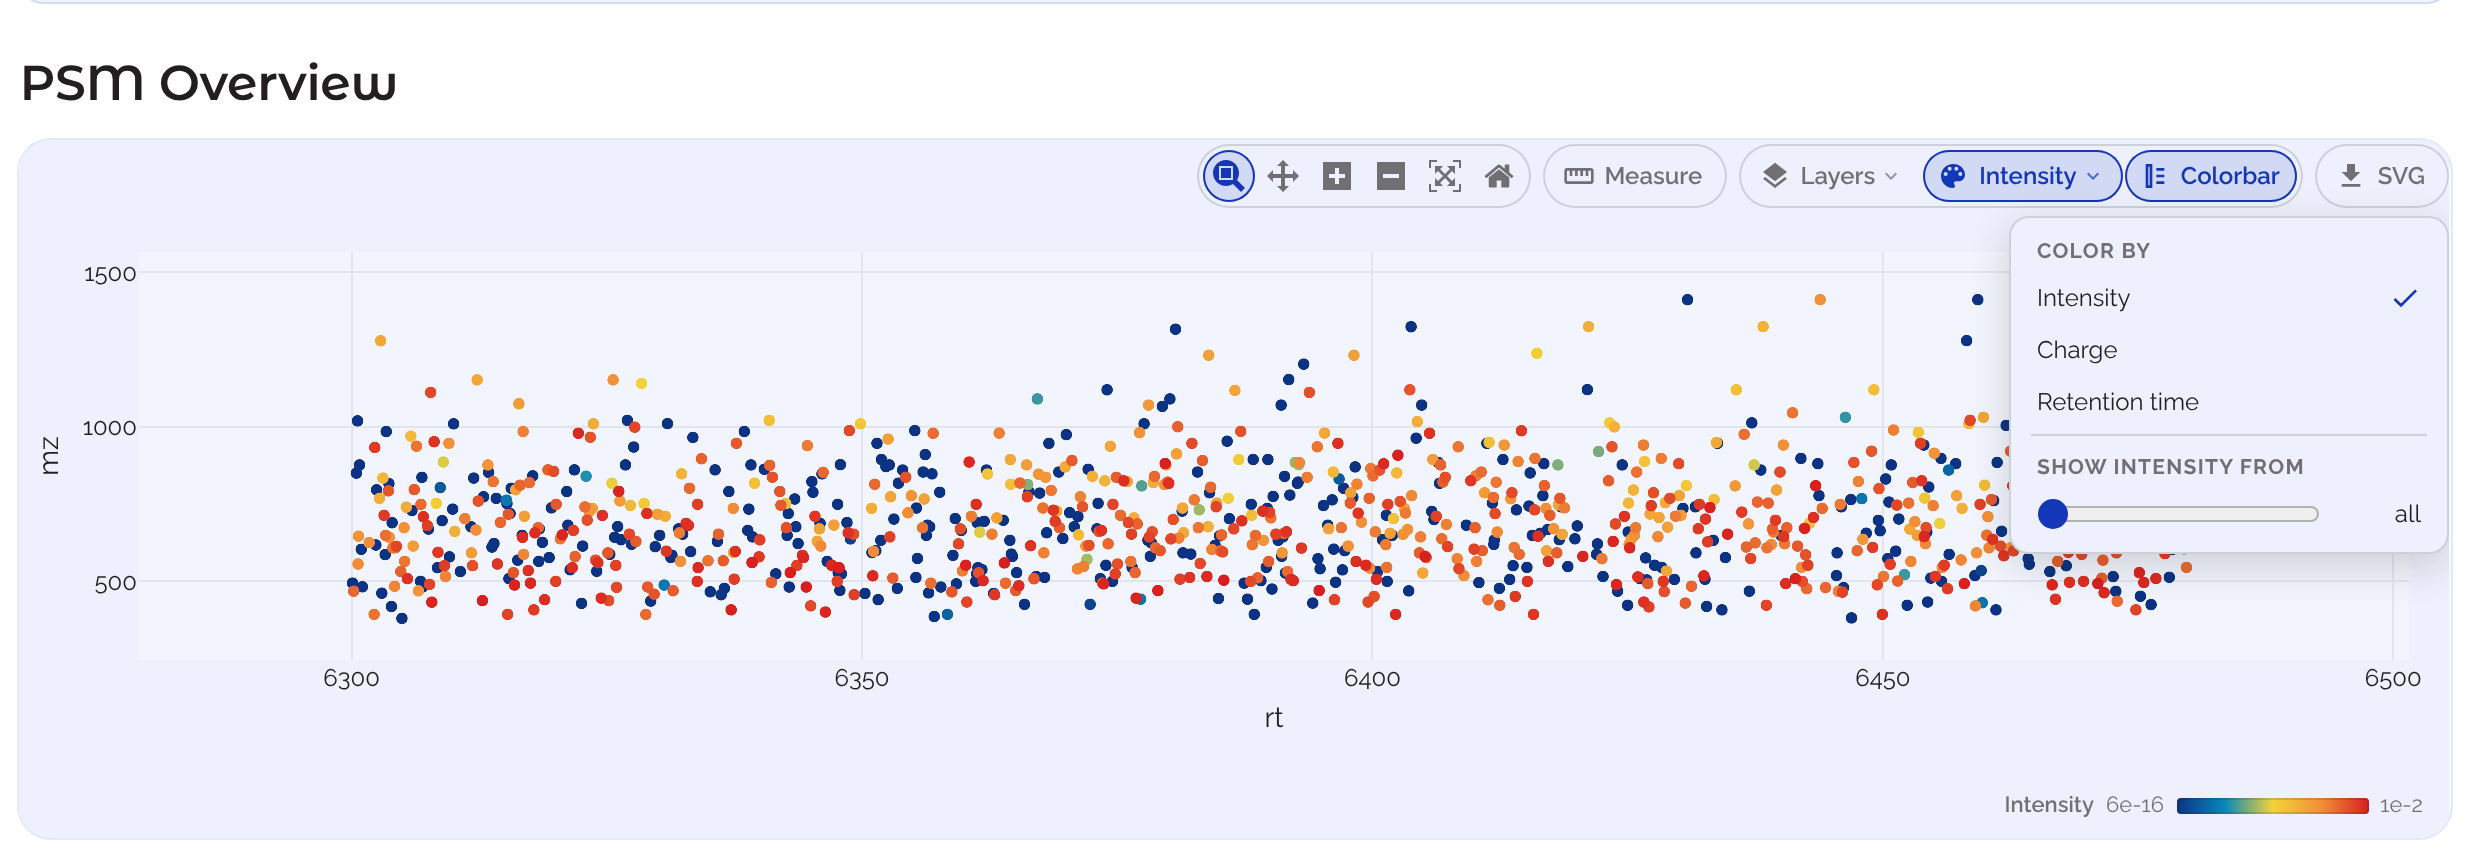 PSM Overview
Measure
Layers
Intensity
Colorbar
SVG
COLOR BY
Intensity
Charge
Retention time
SHOW INTENSITY FROM
all
1500
1000
500
mz
6300
6350
6400
6450
6500
rt
Intensity 6e-16 1e-2